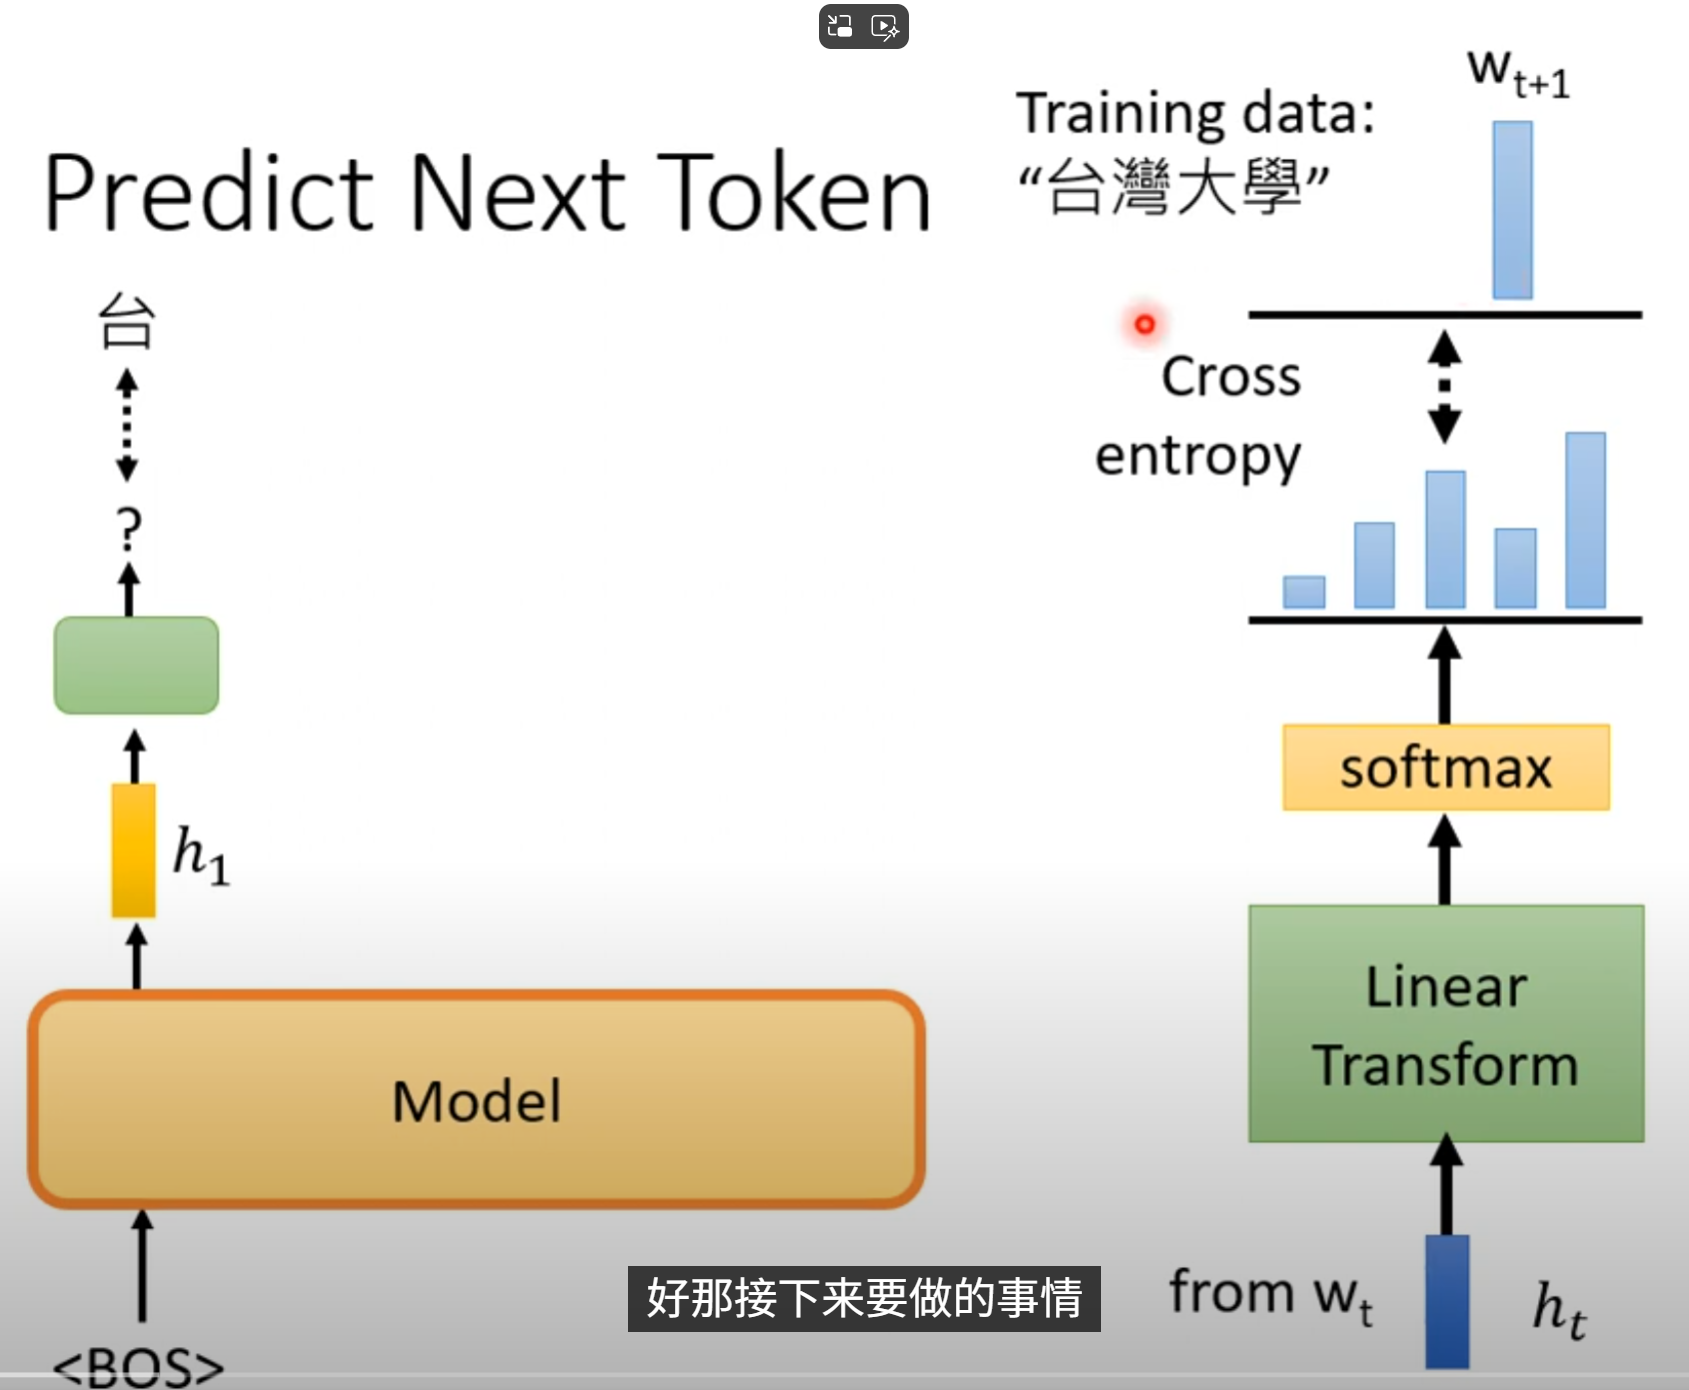 Predict Next Token
Training data:
“台灣大學”
w_{t+1}
台
?
h_1
Model
<BOS>
Cross
entropy
softmax
Linear
Transform
from w_t
h_t
好那接下来要做的事情